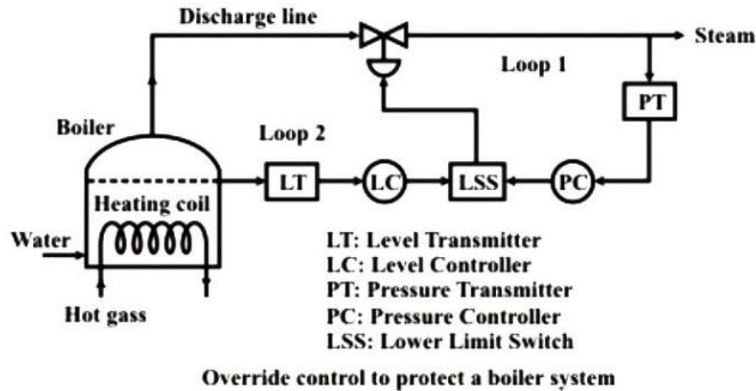 Discharge line
Steam
Loop 1
PT
Boiler
Loop 2
LT
LC
LSS
PC
Heating coil
Water
Hot gass
LT: Level Transmitter
LC: Level Controller
PT: Pressure Transmitter
PC: Pressure Controller
LSS: Lower Limit Switch
Override control to protect a boiler system